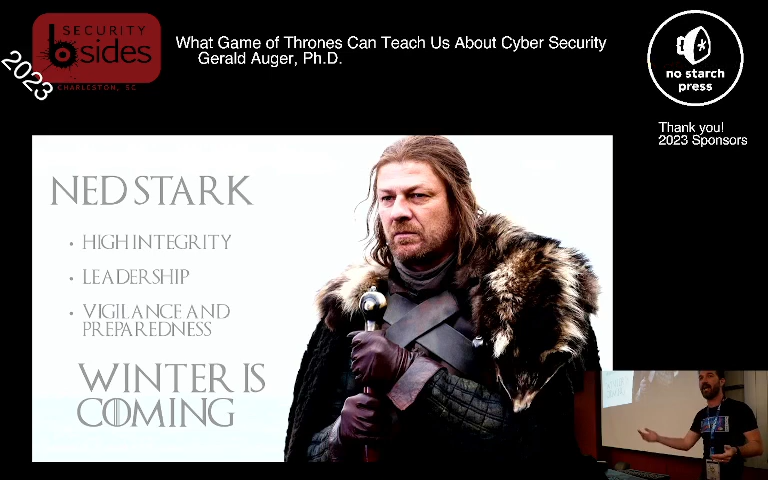 SECURITY
bsides
CHARLESTON, SC
2023
What Game of Thrones Can Teach Us About Cyber Security
Gerald Auger, Ph.D.
no starch
press
Thank you!
2023 Sponsors
NED STARK
• HIGH INTEGRITY
• LEADERSHIP
• VIGILANCE AND
PREPAREDNESS
WINTER IS
COMING